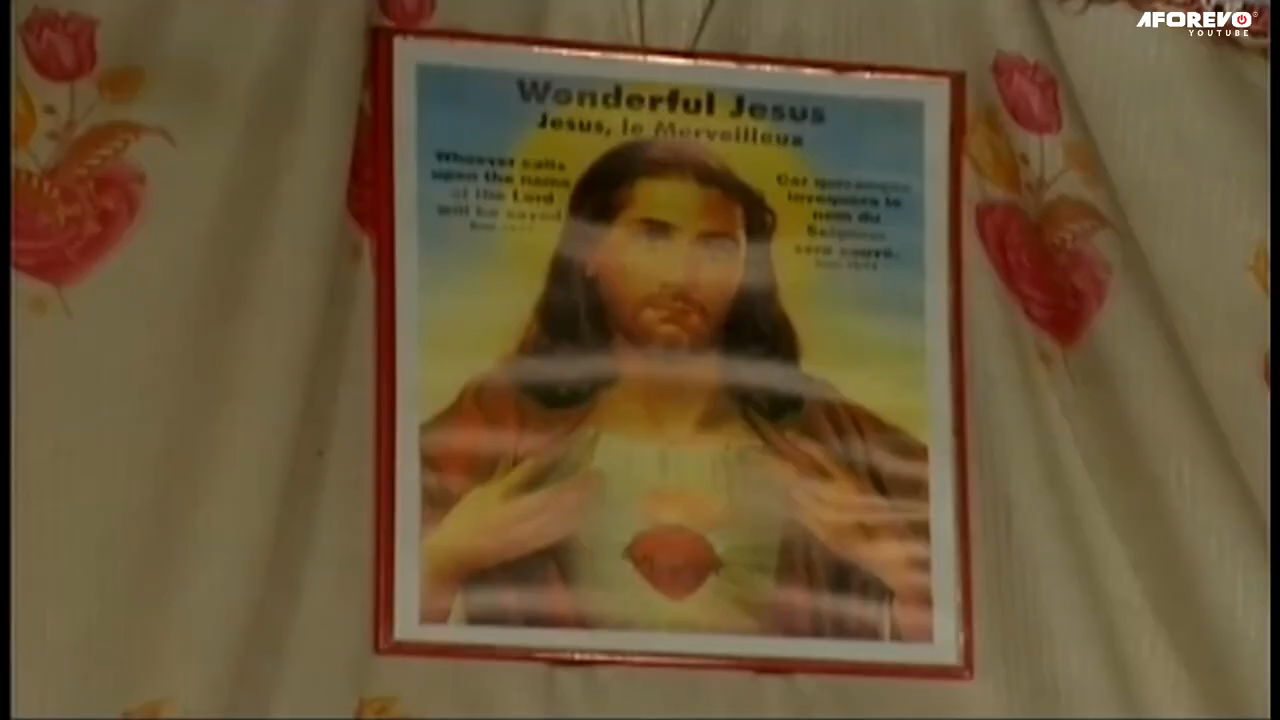 AFOREVO
YOUTUBE
Wonderful Jesus
Jesus, le Merveilleux
Whoever calls
upon the name
of the Lord
will be saved
Car quiconque
invoquera le
nom du
Seigneur
sera sauvé.